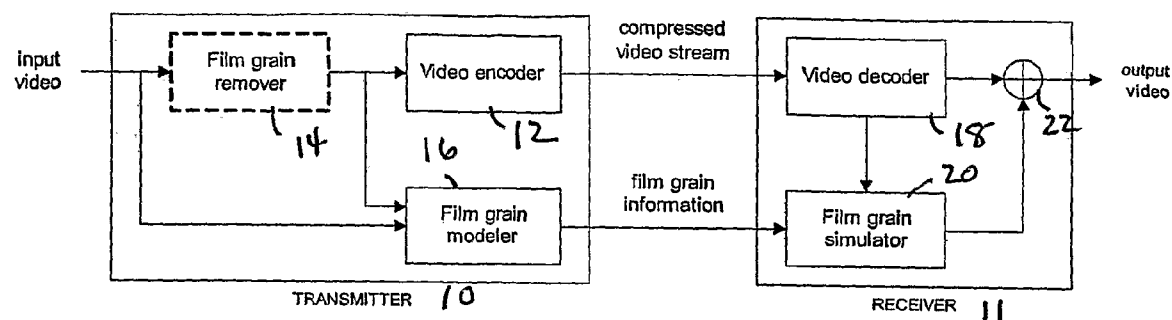 input
video
Film grain
remover
14
Video encoder
12
16
Film grain
modeler
TRANSMITTER 10
compressed
video stream
film grain
information
Video decoder
18
20
Film grain
simulator
22
output
video
RECEIVER 11